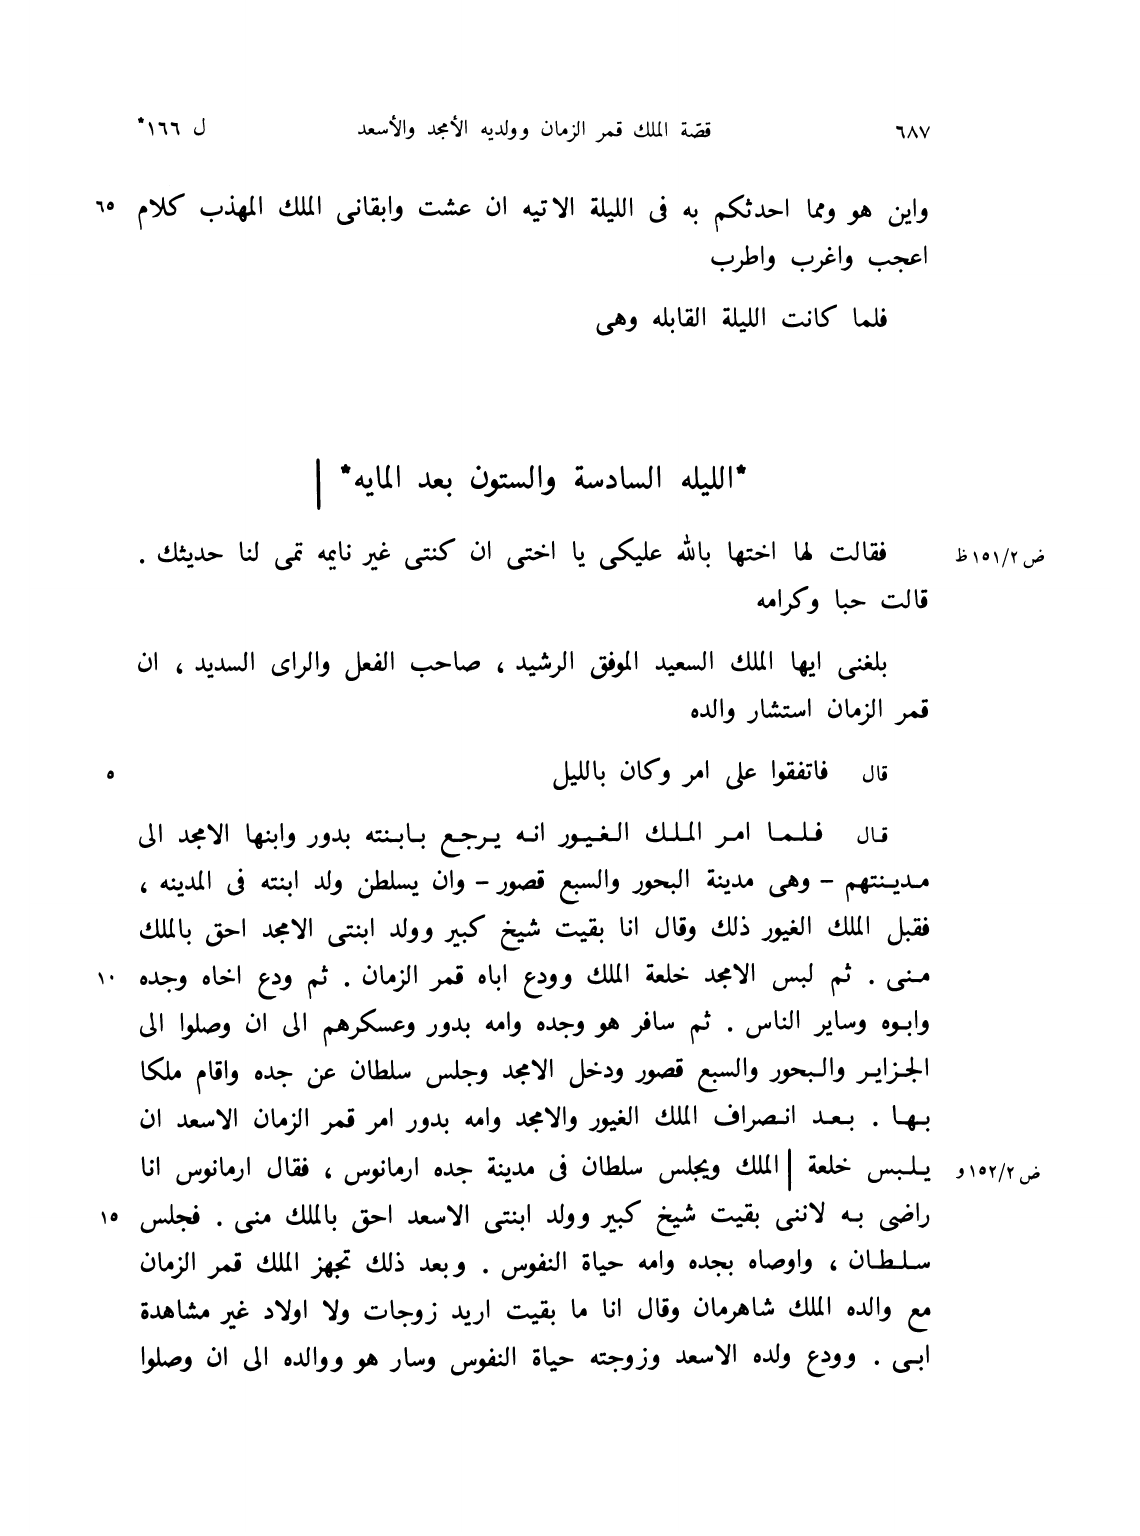 ٦٨٧ قصّة الملك قمر الزمان وولديه الأمجد والأسعد ل ١٦٦*
واين هو ومما احدثكم به فى الليلة الاتيه ان عشت وابقانى الملك المهذب كلام ٦٥
اعجب واغرب واطرب
فلما كانت الليلة القابله وهى
*الليله السادسة والستون بعد المايه* |
ص ١٥١/٢ظ فقالت لها اختها بالله عليكى يا اختى ان كنتى غير نايمه تمى لنا حديثك .
قالت حبا وكرامه
بلغنى ايها الملك السعيد الموفق الرشيد ، صاحب الفعل والراى السديد ، ان
قمر الزمان استشار والده
قال فاتفقوا على امر وكان بالليل ٥
قال فلما امر الملك الغيور انه يرجع بابنته بدور وابنها الامجد الى
مدينتهم – وهى مدينة البحور والسبع قصور – وان يسلطن ولد ابنته فى المدينه ،
فقبل الملك الغيور ذلك وقال انا بقيت شيخ كبير وولد ابنتى الامجد احق بالملك
منى . ثم لبس الامجد خلعة الملك وودع اباه قمر الزمان . ثم ودع اخاه وجده ١٠
وابوه وساير الناس . ثم سافر هو وجده وامه بدور وعسكرهم الى ان وصلوا الى
الجزاير والبحور والسبع قصور ودخل الامجد وجلس سلطان عن جده واقام ملكا
بها . بعد انصراف الملك الغيور والامجد وامه بدور امر قمر الزمان الاسعد ان
ص ١٥٢/٢و يلبس خلعة | الملك ويجلس سلطان فى مدينة جده ارمانوس ، فقال ارمانوس انا
راضى به لاننى بقيت شيخ كبير وولد ابنتى الاسعد احق بالملك منى . فجلس ١٥
سلطان ، واوصاه بجده وامه حياة النفوس . وبعد ذلك تجهز الملك قمر الزمان
مع والده الملك شاهرمان وقال انا ما بقيت اريد زوجات ولا اولاد غير مشاهدة
ابى . وودع ولده الاسعد وزوجته حياة النفوس وسار هو ووالده الى ان وصلوا